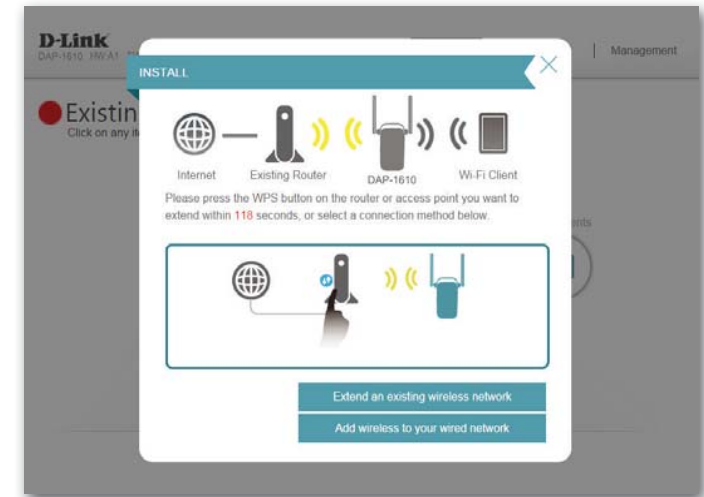 D-Link
DAP-1610 HW:A1
Management
INSTALL
Existin
Click on any it
Internet
Existing Router
DAP-1610
Wi-Fi Client
Please press the WPS button on the router or access point you want to
extend within 118 seconds, or select a connection method below.
ents
Extend an existing wireless network
Add wireless to your wired network